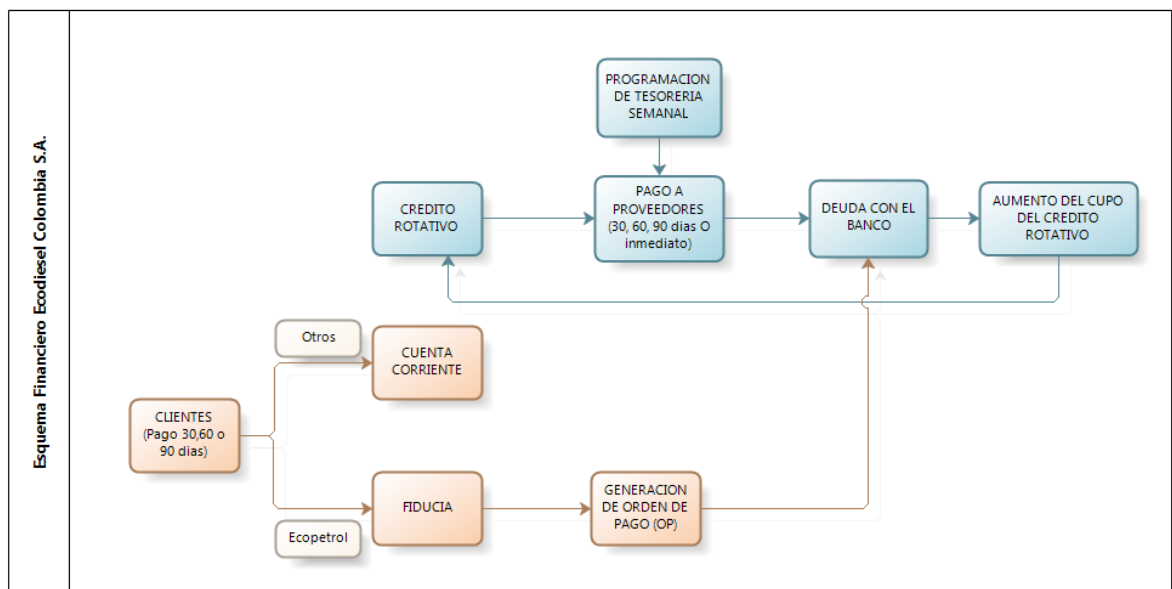 Esquema Financiero Ecodiesel Colombia S.A.
PROGRAMACION
DE TESORERIA
SEMANAL
CREDITO
ROTATIVO
PAGO A
PROVEEDORES
(30, 60, 90 dias O
inmediato)
DEUDA CON EL
BANCO
AUMENTO DEL CUPO
DEL CREDITO
ROTATIVO
Otros
CUENTA
CORRIENTE
CLIENTES
(Pago 30,60 o
90 dias)
FIDUCIA
GENERACION
DE ORDEN DE
PAGO (OP)
Ecopetrol